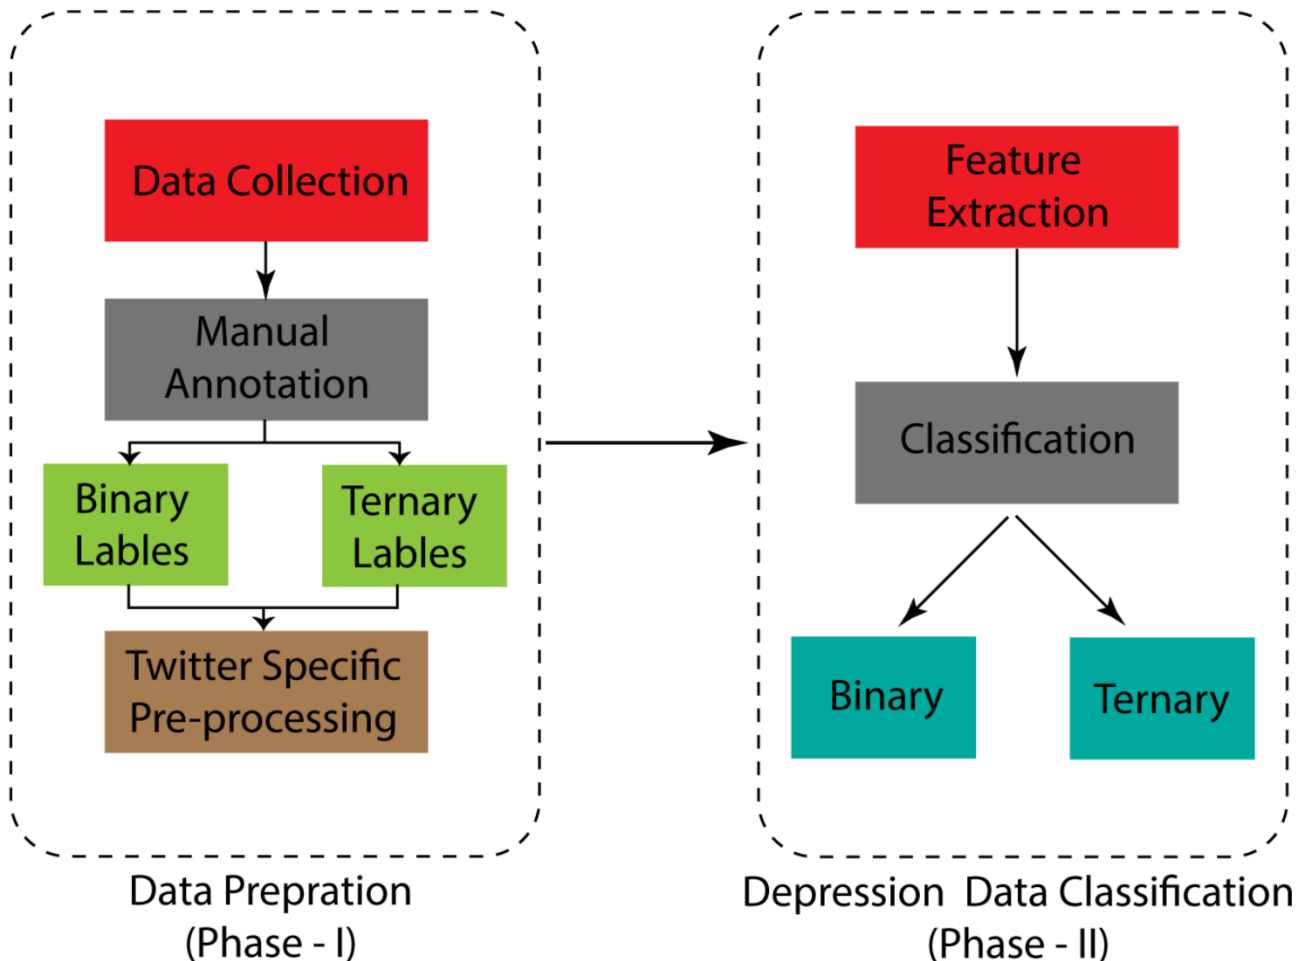 Data Collection
Manual
Annotation
Binary
Lables
Ternary
Lables
Twitter Specific
Pre-processing
Data Prepration
(Phase - I)
Feature
Extraction
Classification
Binary
Ternary
Depression Data Classification
(Phase - II)